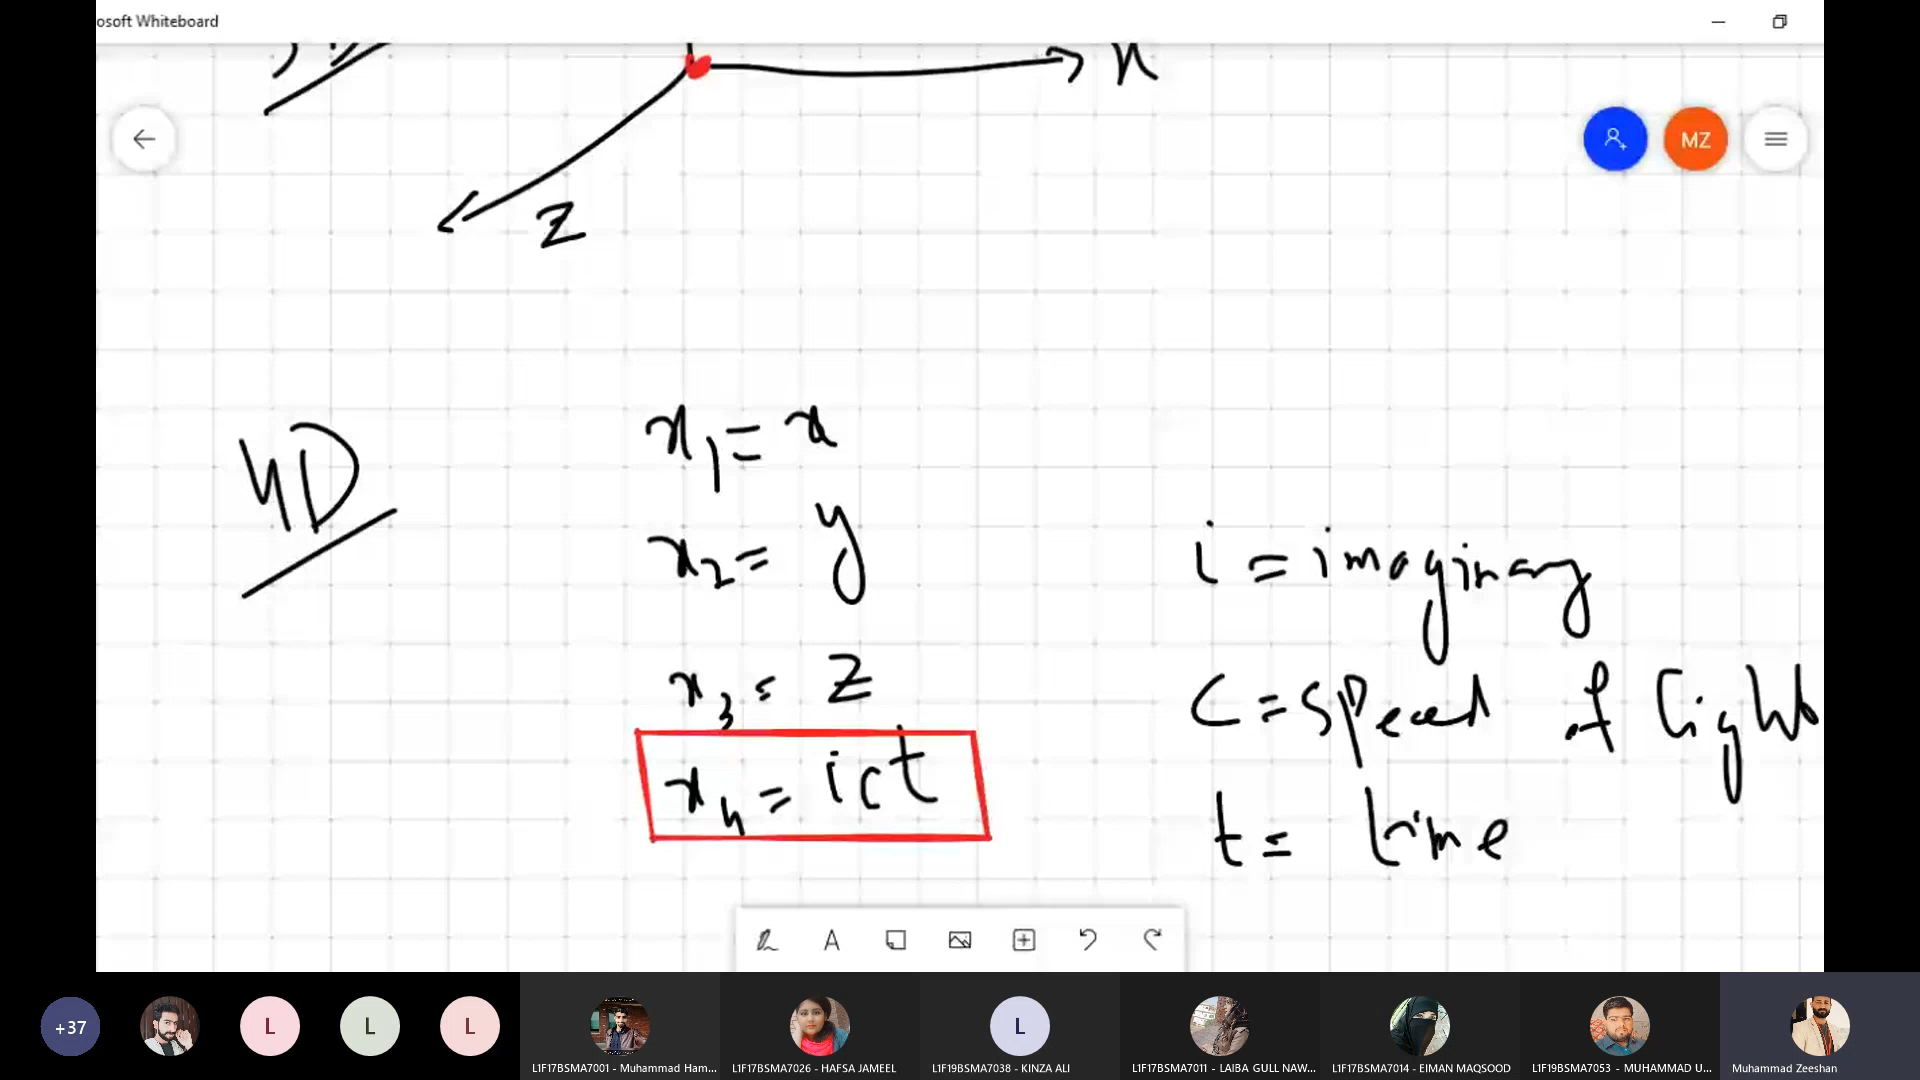 osoft Whiteboard
x
z
MZ
4D
x₁ = x
x₂ = y
x₃ = z
x₄ = ict
i = imaginary
c = speed of light
t = time
A
+37
L
L
L
L
L1F17BSMA7001 - Muhammad Ham...
L1F17BSMA7026 - HAFSA JAMEEL
L1F19BSMA7038 - KINZA ALI
L1F17BSMA7011 - LAIBA GULL NAW...
L1F17BSMA7014 - EIMAN MAQSOOD
L1F19BSMA7053 - MUHAMMAD U...
Muhammad Zeeshan